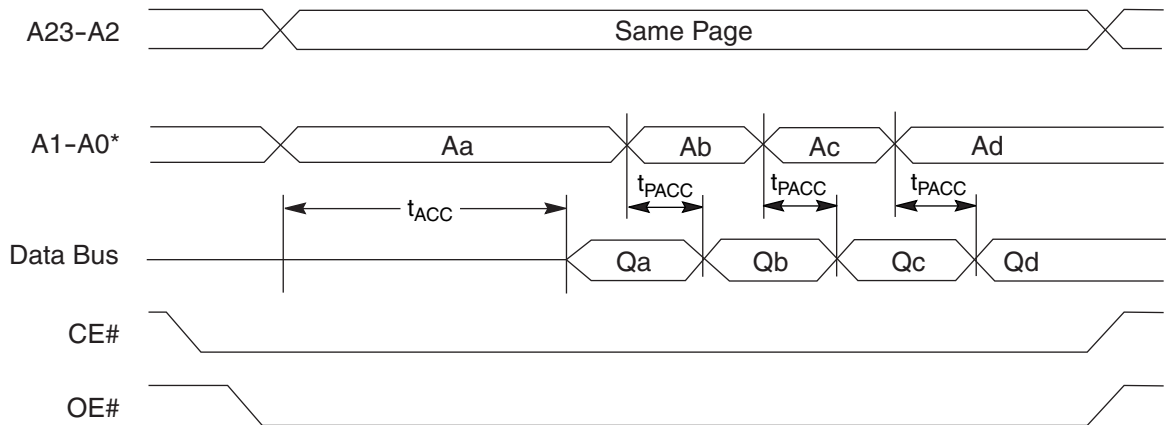 A23-A2
Same Page
A1-A0*
Aa
Ab
Ac
Ad
tACC
tPACC
tPACC
tPACC
Data Bus
Qa
Qb
Qc
Qd
CE#
OE#